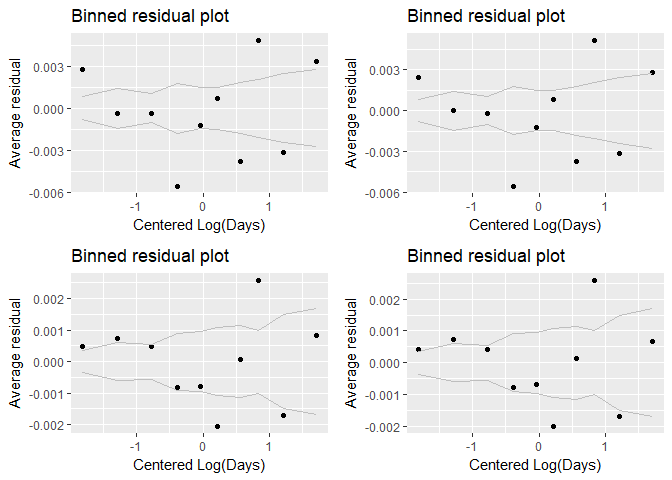 Binned residual plot
Average residual
0.003
0.000
-0.003
-0.006
-1
0
1
Centered Log(Days)
Binned residual plot
Average residual
0.003
0.000
-0.003
-0.006
-1
0
1
Centered Log(Days)
Binned residual plot
Average residual
0.002
0.001
0.000
-0.001
-0.002
-1
0
1
Centered Log(Days)
Binned residual plot
Average residual
0.002
0.001
0.000
-0.001
-0.002
-1
0
1
Centered Log(Days)